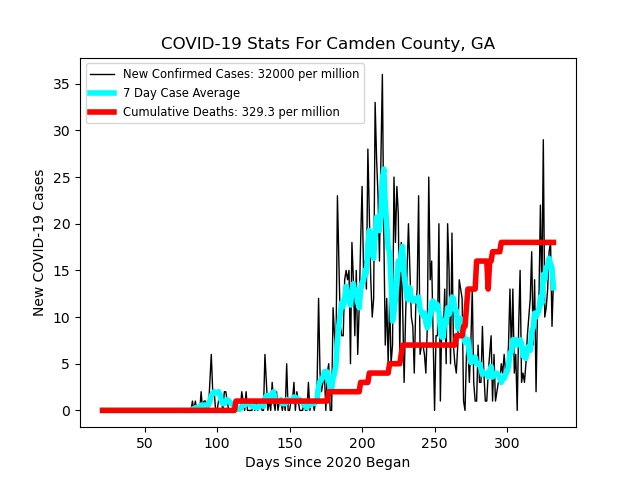 COVID-19 Stats For Camden County, GA
New Confirmed Cases: 32000 per million
7 Day Case Average
Cumulative Deaths: 329.3 per million
New COVID-19 Cases
35
30
25
20
15
10
5
0
50
100
150
200
250
300
Days Since 2020 Began